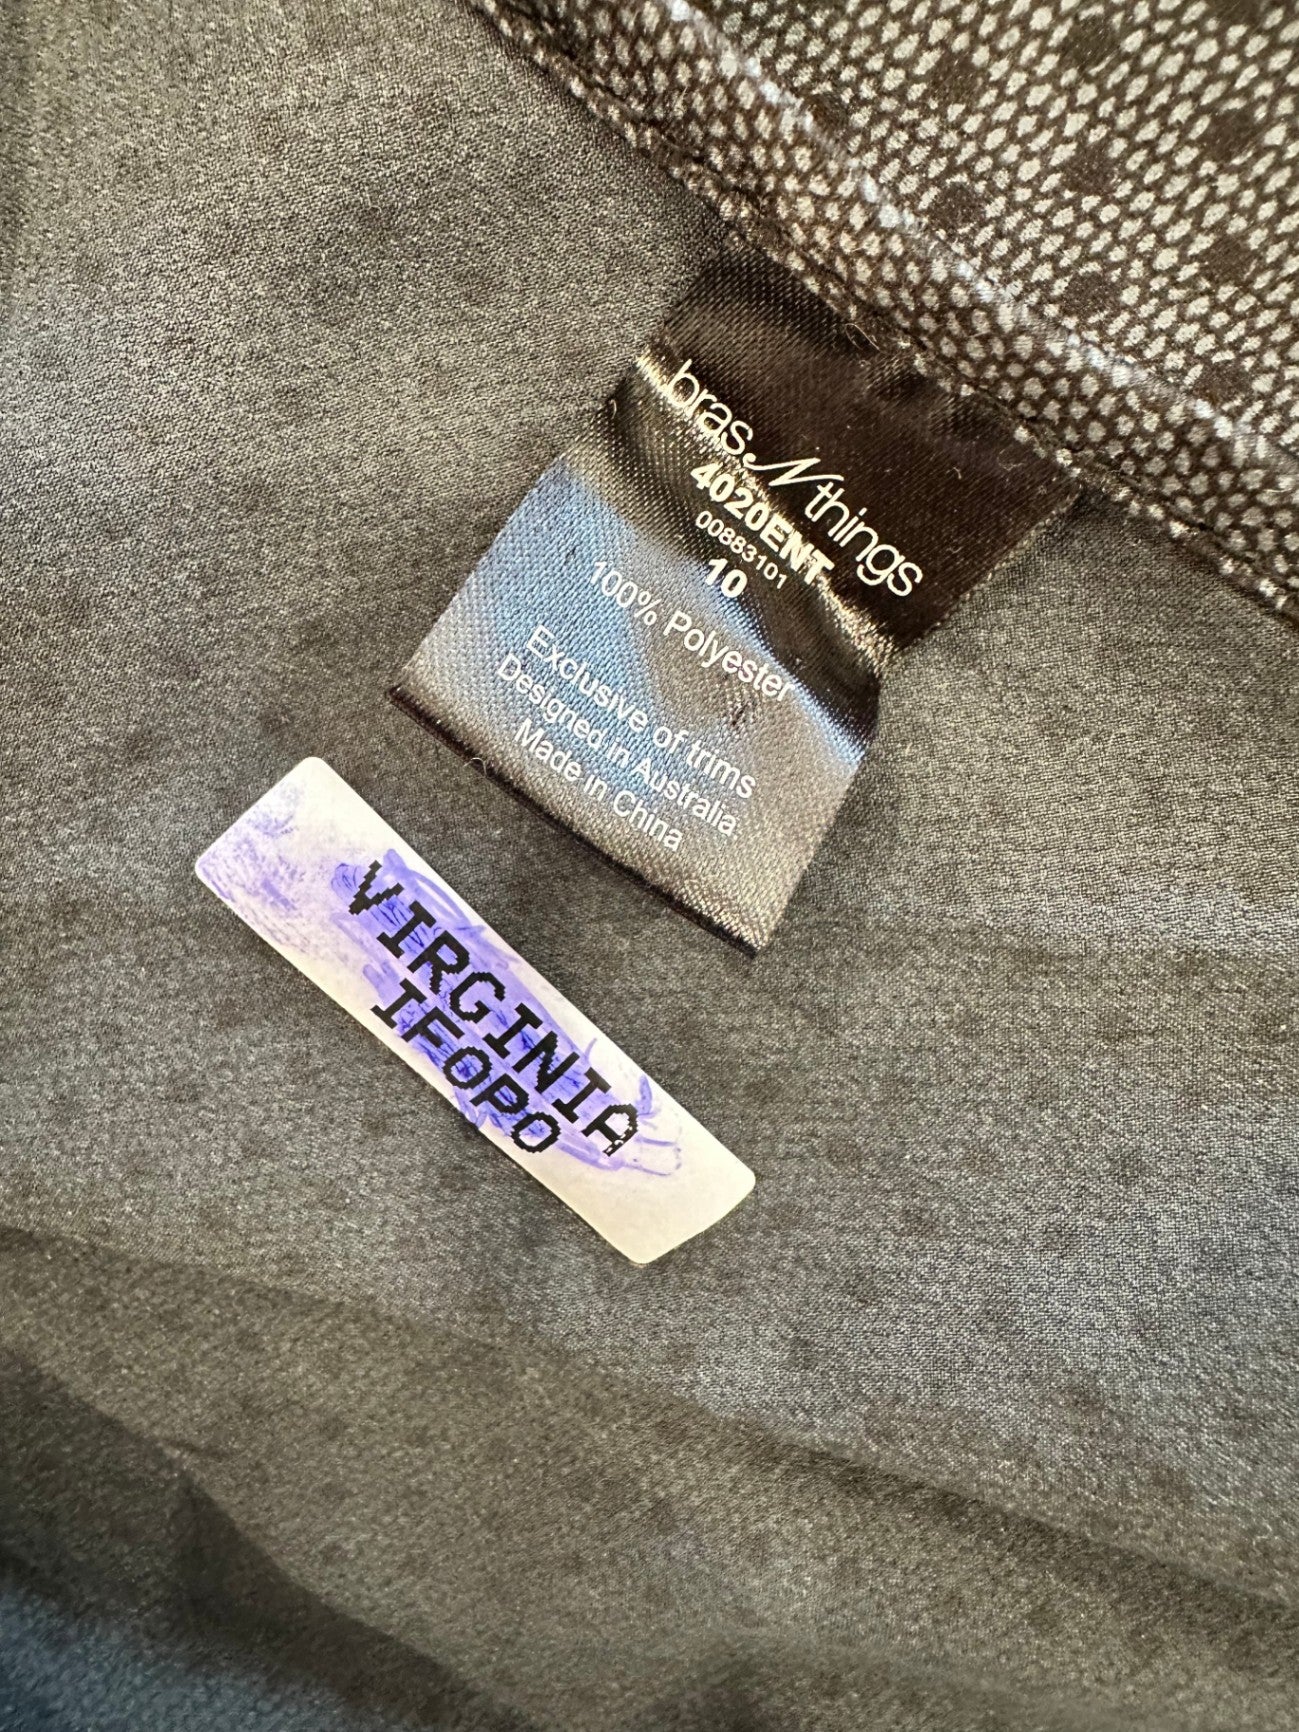 bras N things
4020ENT
00883101
10
100% Polyester
Exclusive of trims
Designed in Australia
Made in China
VIRGINIA
IFOPO